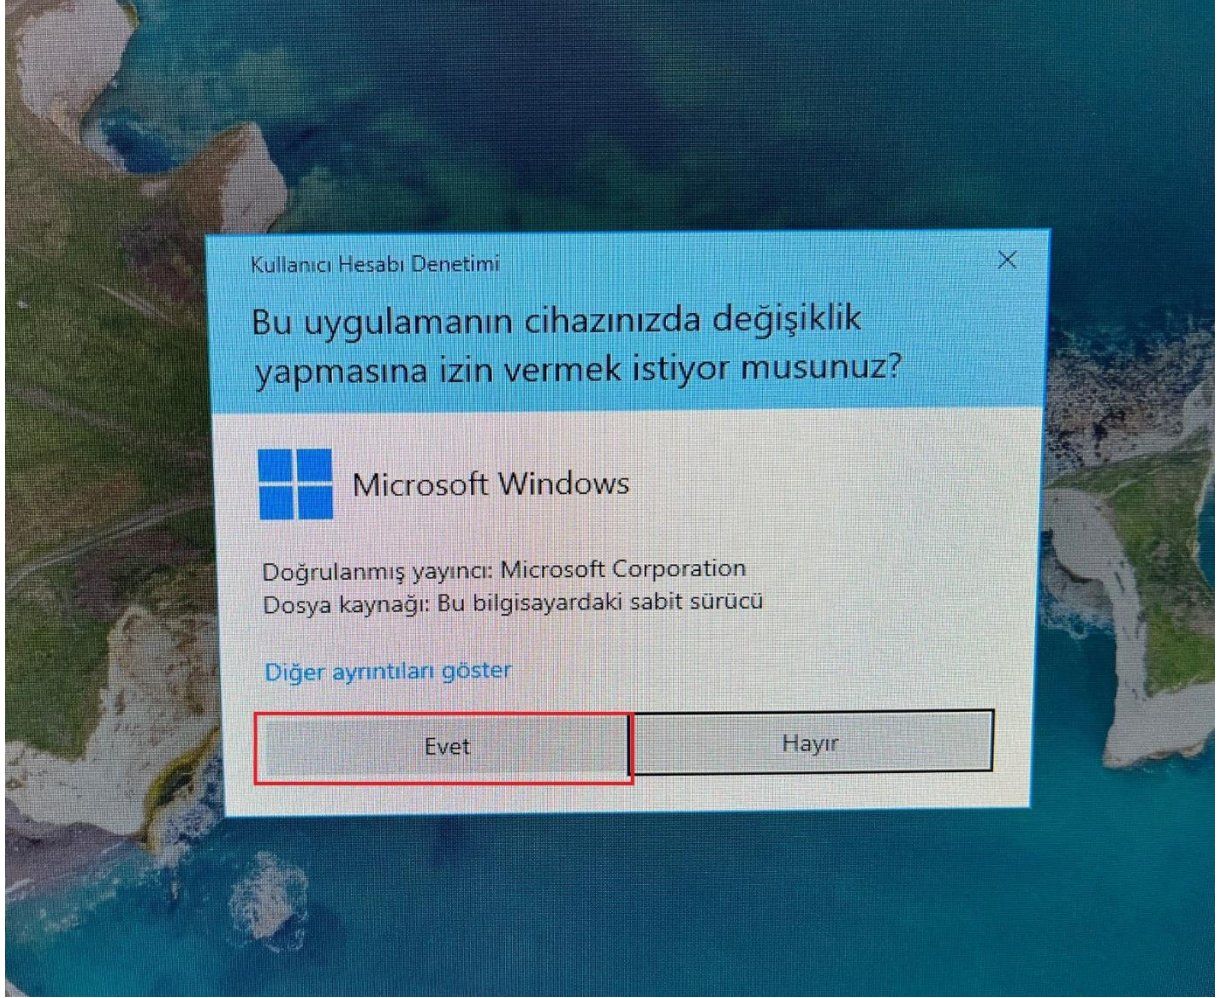 Kullanıcı Hesabı Denetimi
Bu uygulamanın cihazınızda değişiklik
yapmasına izin vermek istiyor musunuz?
Microsoft Windows
Doğrulanmış yayıncı: Microsoft Corporation
Dosya kaynağı: Bu bilgisayardaki sabit sürücü
Diğer ayrıntıları göster
Evet
Hayır